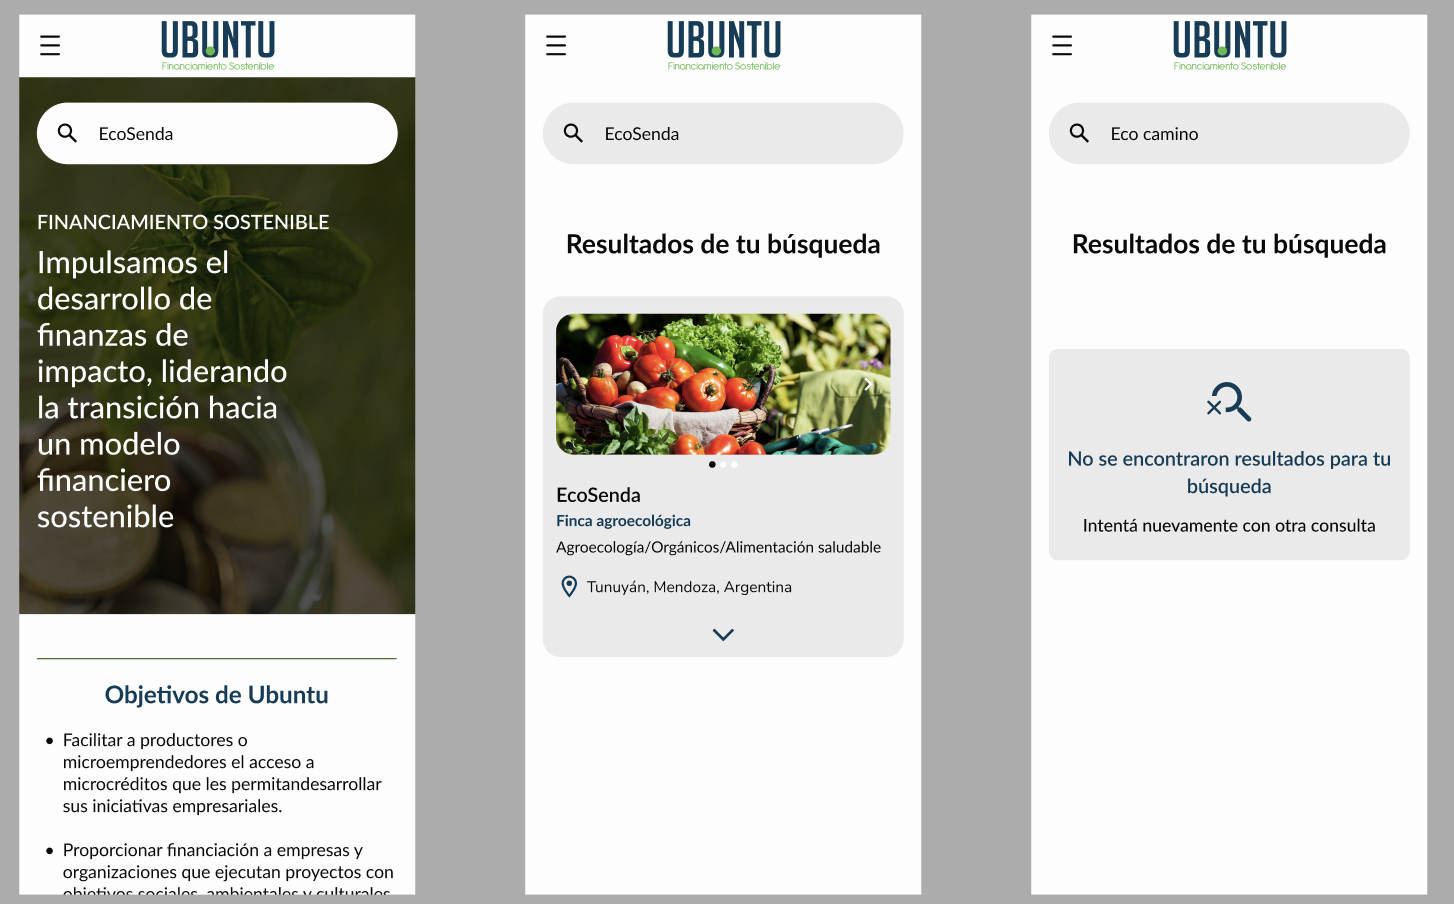 UBUNTU
Financiamiento Sostenible
EcoSenda
FINANCIAMIENTO SOSTENIBLE
Impulsamos el
desarrollo de
finanzas de
impacto, liderando
la transición hacia
un modelo
financiero
sostenible
Objetivos de Ubuntu
• Facilitar a productores o
microemprendedores el acceso a
microcréditos que les permitandesarrollar
sus iniciativas empresariales.
• Proporcionar financiación a empresas y
organizaciones que ejecutan proyectos con
objetivos sociales, ambientales y culturales
UBUNTU
Financiamiento Sostenible
EcoSenda
Resultados de tu búsqueda
EcoSenda
Finca agroecológica
Agroecología/Orgánicos/Alimentación saludable
Tunuyán, Mendoza, Argentina
UBUNTU
Financiamiento Sostenible
Eco camino
Resultados de tu búsqueda
No se encontraron resultados para tu
búsqueda
Intentá nuevamente con otra consulta